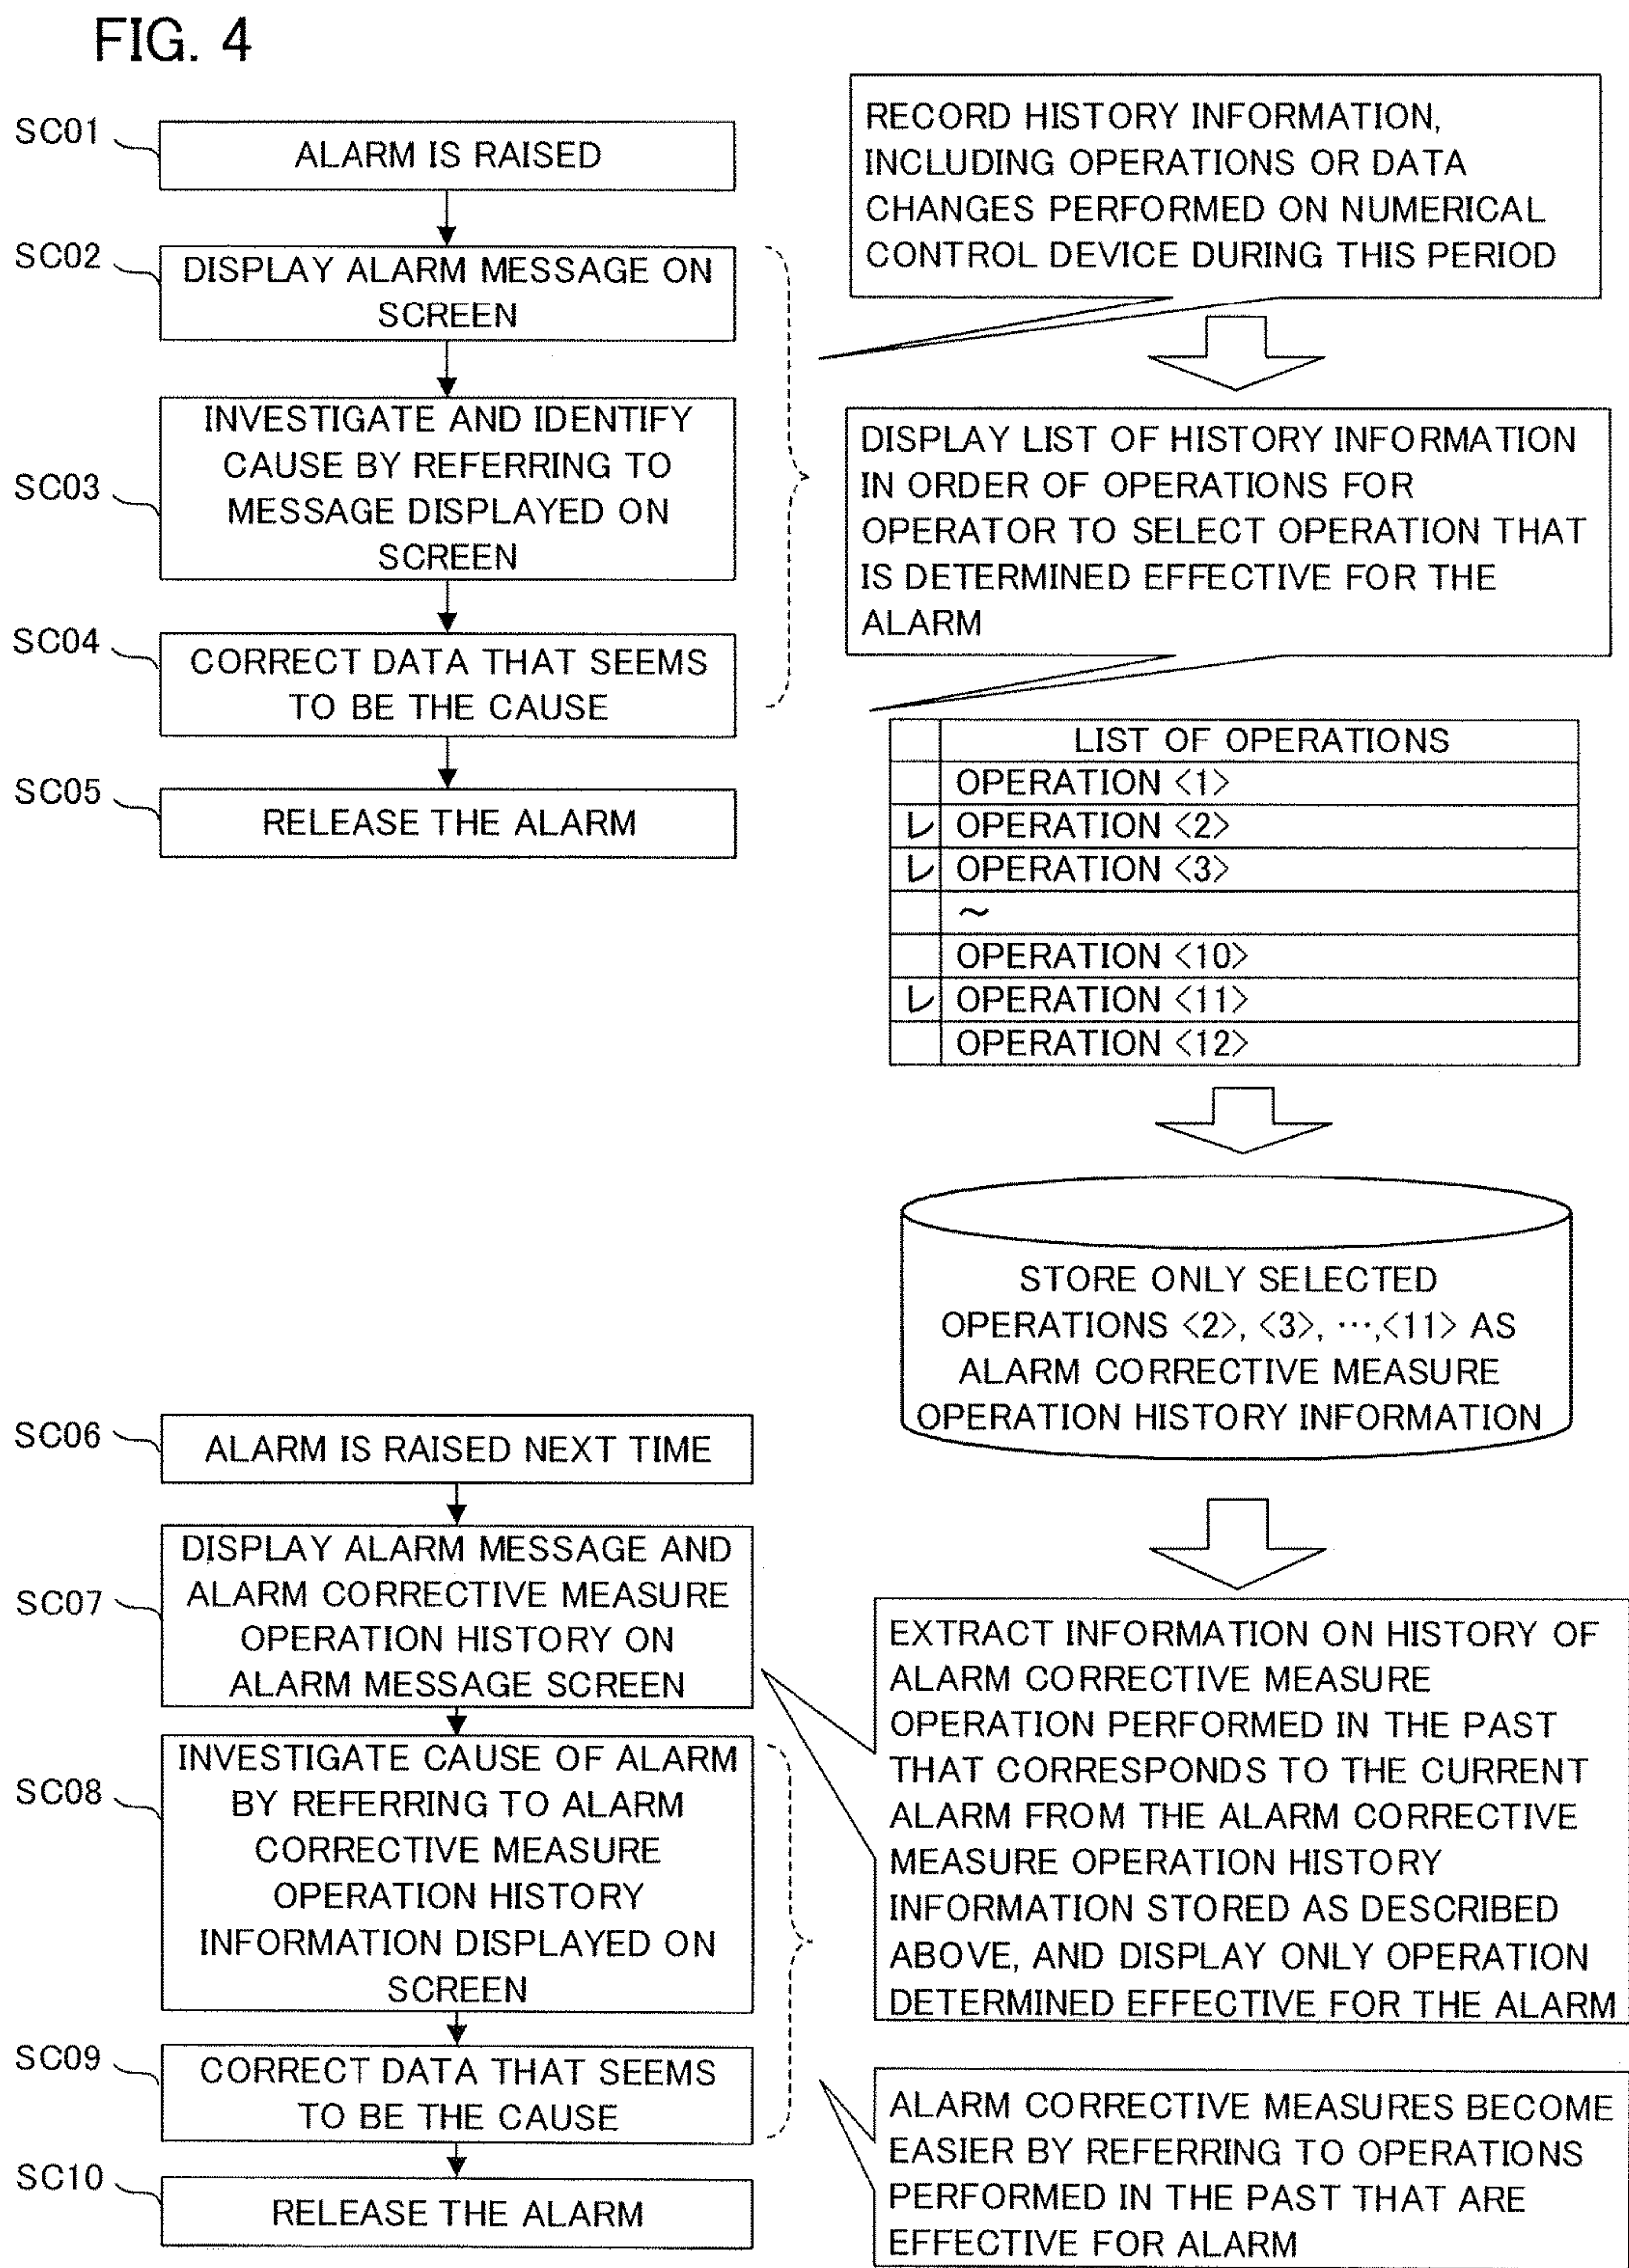 FIG. 4
SC01
ALARM IS RAISED
SC02
DISPLAY ALARM MESSAGE ON
SCREEN
SC03
INVESTIGATE AND IDENTIFY
CAUSE BY REFERRING TO
MESSAGE DISPLAYED ON
SCREEN
SC04
CORRECT DATA THAT SEEMS
TO BE THE CAUSE
SC05
RELEASE THE ALARM
RECORD HISTORY INFORMATION,
INCLUDING OPERATIONS OR DATA
CHANGES PERFORMED ON NUMERICAL
CONTROL DEVICE DURING THIS PERIOD
DISPLAY LIST OF HISTORY INFORMATION
IN ORDER OF OPERATIONS FOR
OPERATOR TO SELECT OPERATION THAT
IS DETERMINED EFFECTIVE FOR THE
ALARM
LIST OF OPERATIONS
OPERATION <1>
レ OPERATION <2>
レ OPERATION <3>
~
OPERATION <10>
レ OPERATION <11>
OPERATION <12>
STORE ONLY SELECTED
OPERATIONS <2>, <3>, ⋯,<11> AS
ALARM CORRECTIVE MEASURE
OPERATION HISTORY INFORMATION
SC06
ALARM IS RAISED NEXT TIME
SC07
DISPLAY ALARM MESSAGE AND
ALARM CORRECTIVE MEASURE
OPERATION HISTORY ON
ALARM MESSAGE SCREEN
SC08
INVESTIGATE CAUSE OF ALARM
BY REFERRING TO ALARM
CORRECTIVE MEASURE
OPERATION HISTORY
INFORMATION DISPLAYED ON
SCREEN
SC09
CORRECT DATA THAT SEEMS
TO BE THE CAUSE
SC10
RELEASE THE ALARM
EXTRACT INFORMATION ON HISTORY OF
ALARM CORRECTIVE MEASURE
OPERATION PERFORMED IN THE PAST
THAT CORRESPONDS TO THE CURRENT
ALARM FROM THE ALARM CORRECTIVE
MEASURE OPERATION HISTORY
INFORMATION STORED AS DESCRIBED
ABOVE, AND DISPLAY ONLY OPERATION
DETERMINED EFFECTIVE FOR THE ALARM
ALARM CORRECTIVE MEASURES BECOME
EASIER BY REFERRING TO OPERATIONS
PERFORMED IN THE PAST THAT ARE
EFFECTIVE FOR ALARM